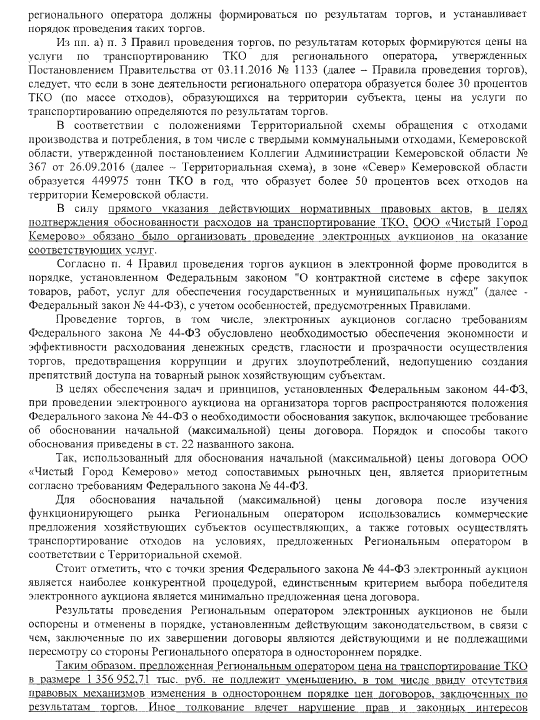 регионального оператора должны формироваться по результатам торгов, и устанавливает
порядок проведения таких торгов.
Из пп. а) п. 3 Правил проведения торгов, по результатам которых формируются цены на
услуги по транспортированию ТКО для регионального оператора, утвержденных
Постановлением Правительства от 03.11.2016 № 1133 (далее – Правила проведения торгов),
следует, что если в зоне деятельности регионального оператора образуется более 30 процентов
ТКО (по массе отходов), образующихся на территории субъекта, цены на услуги по
транспортированию определяются по результатам торгов.
В соответствии с положениями Территориальной схемы обращения с отходами
производства и потребления, в том числе с твердыми коммунальными отходами, Кемеровской
области, утвержденной постановлением Коллегии Администрации Кемеровской области №
367 от 26.09.2016 (далее – Территориальная схема), в зоне «Север» Кемеровской области
образуется 449975 тонн ТКО в год, что образует более 50 процентов всех отходов на
территории Кемеровской области.
В силу прямого указания действующих нормативных правовых актов, в целях
подтверждения обоснованности расходов на транспортирование ТКО, ООО «Чистый Город
Кемерово» обязано было организовать проведение электронных аукционов на оказание
соответствующих услуг.
Согласно п. 4 Правил проведения торгов аукцион в электронной форме проводится в
порядке, установленном Федеральным законом "О контрактной системе в сфере закупок
товаров, работ, услуг для обеспечения государственных и муниципальных нужд" (далее -
Федеральный закон № 44-ФЗ), с учетом особенностей, предусмотренных Правилами.
Проведение торгов, в том числе, электронных аукционов согласно требованиям
Федерального закона № 44-ФЗ обусловлено необходимостью обеспечения экономности и
эффективности расходования денежных средств, гласности и прозрачности осуществления
торгов, предотвращения коррупции и других злоупотреблений, недопущению создания
препятствий доступа на товарный рынок хозяйствующим субъектам.
В целях обеспечения задач и принципов, установленных Федеральным законом 44-ФЗ,
при проведении электронного аукциона на организатора торгов распространяются положения
Федерального закона № 44-ФЗ о необходимости обоснования закупок, включающее требование
об обосновании начальной (максимальной) цены договора. Порядок и способы такого
обоснования приведены в ст. 22 названного закона.
Так, использованный для обоснования начальной (максимальной) цены договора ООО
«Чистый Город Кемерово» метод сопоставимых рыночных цен, является приоритетным
согласно требованиям Федерального закона № 44-ФЗ.
Для обоснования начальной (максимальной) цены договора после изучения
функционирующего рынка Региональным оператором использовались коммерческие
предложения хозяйствующих субъектов осуществляющих, а также готовых осуществлять
транспортирование отходов на условиях, предложенных Региональным оператором в
соответствии с Территориальной схемой.
Стоит отметить, что с точки зрения Федерального закона № 44-ФЗ электронный аукцион
является наиболее конкурентной процедурой, единственным критерием выбора победителя
электронного аукциона является минимально предложенная цена договора.
Результаты проведения Региональным оператором электронных аукционов не были
оспорены и отменены в порядке, установленным действующим законодательством, в связи с
чем, заключенные по их завершении договоры являются действующими и не подлежащими
пересмотру со стороны Регионального оператора в одностороннем порядке.
Таким образом, предложенная Региональным оператором цена на транспортирование ТКО
в размере 1 356 952,71 тыс. руб. не подлежит уменьшению, в том числе ввиду отсутствия
правовых механизмов изменения в одностороннем порядке цен договоров, заключенных по
результатам торгов. Иное толкование влечет нарушение прав и законных интересов